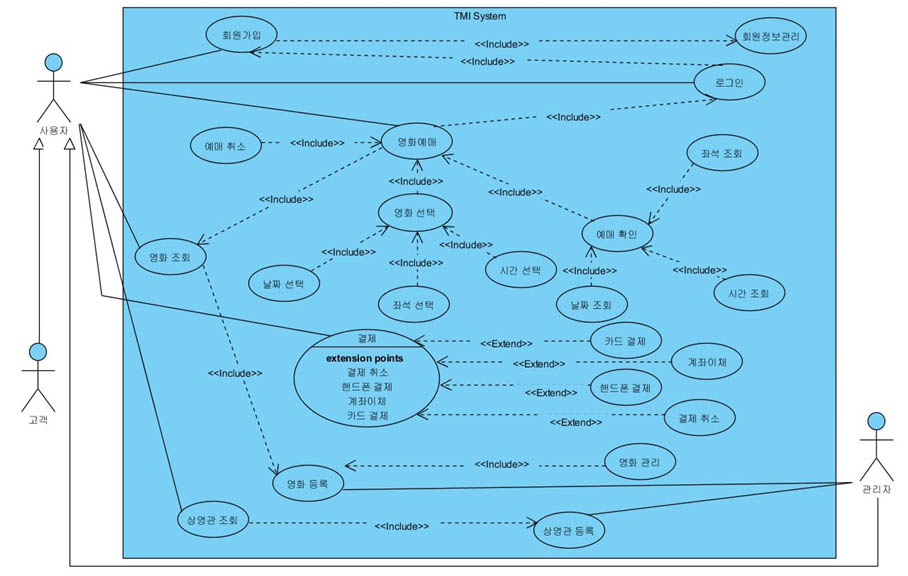 TMI System
회원가입
<<Include>>
회원정보관리
<<Include>>
로그인
사용자
<<Include>>
예매 취소
<<Include>>
영화예매
좌석 조회
<<Include>>
<<Include>>
<<Include>>
<<Include>>
영화 선택
예매 확인
영화 조회
<<Include>>
<<Include>>
<<Include>>
<<Include>>
<<Include>>
<<Include>>
날짜 선택
시간 선택
좌석 선택
날짜 조회
시간 조회
결제
extension points
결제 취소
핸드폰 결제
계좌이체
카드 결제
<<Extend>>
카드 결제
<<Extend>>
계좌이체
<<Extend>>
핸드폰 결제
<<Extend>>
결제 취소
<<Include>>
고객
<<Include>>
영화 관리
영화 등록
관리자
상영관 조회
<<Include>>
상영관 등록